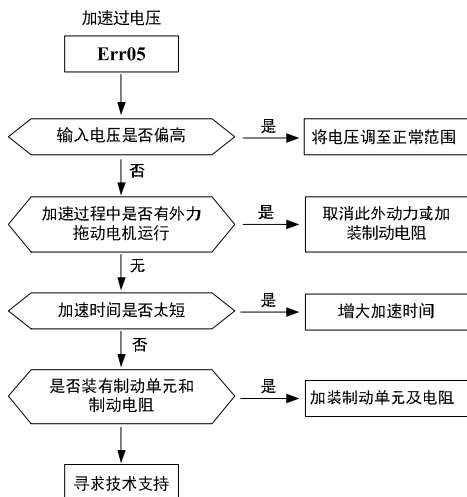 加速过电压
Err05
输入电压是否偏高
是
将电压调至正常范围
否
加速过程中是否有外力
拖动电机运行
是
取消此外动力或加
装制动电阻
无
加速时间是否太短
是
增大加速时间
否
是否装有制动单元和
制动电阻
是
加装制动单元及电阻
寻求技术支持